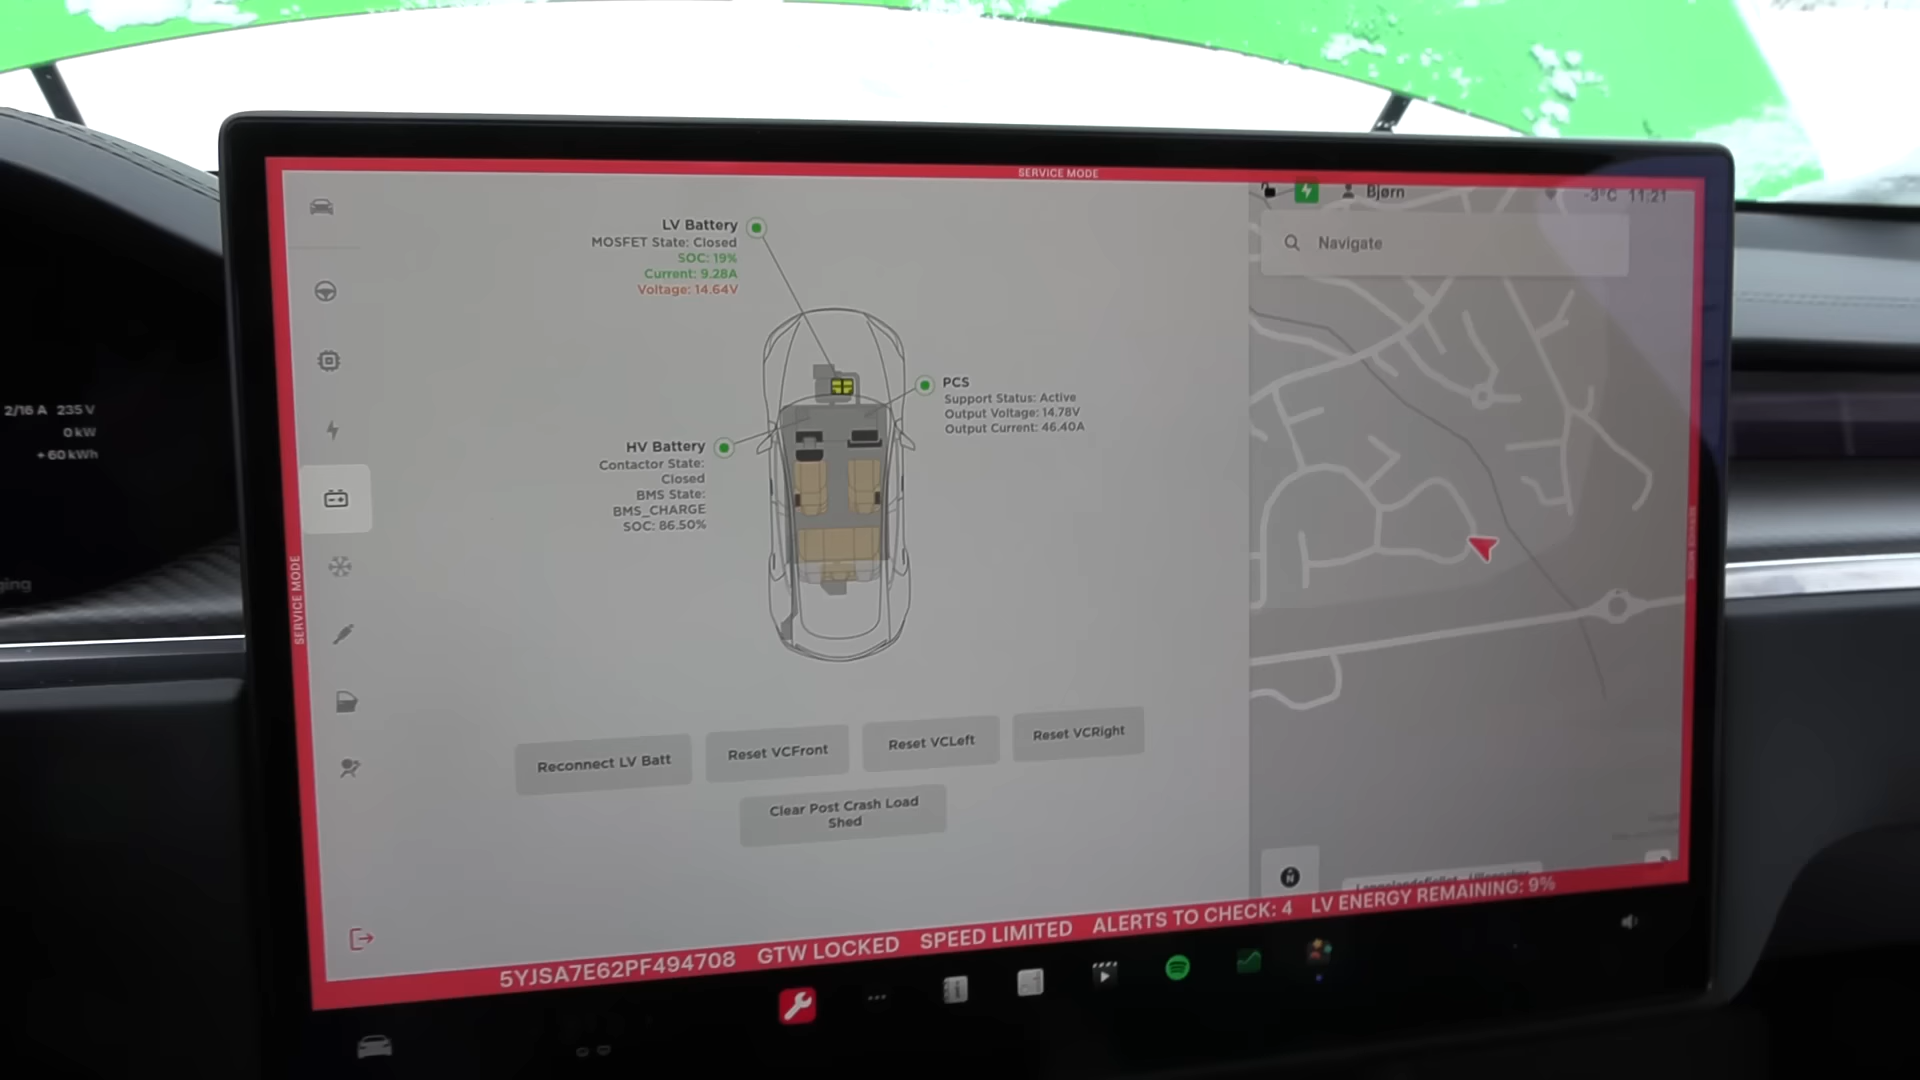 SERVICE MODE
Bjørn
-3°C 11:21
Navigate
LV Battery
MOSFET State: Closed
SOC: 19%
Current: 9.28A
Voltage: 14.64V
PCS
Support Status: Active
Output Voltage: 14.78V
Output Current: 46.40A
HV Battery
Contactor State:
Closed
BMS State:
BMS_CHARGE
SOC: 86.50%
2/16 A 235 V
0 kW
+60 kWh
ging
SERVICE MODE
SERVICE MODE
Reconnect LV Batt
Reset VCFront
Reset VCLeft
Reset VCRight
Clear Post Crash Load
Shed
N
5YJSA7E62PF494708 GTW LOCKED SPEED LIMITED ALERTS TO CHECK: 4 LV ENERGY REMAINING: 9%